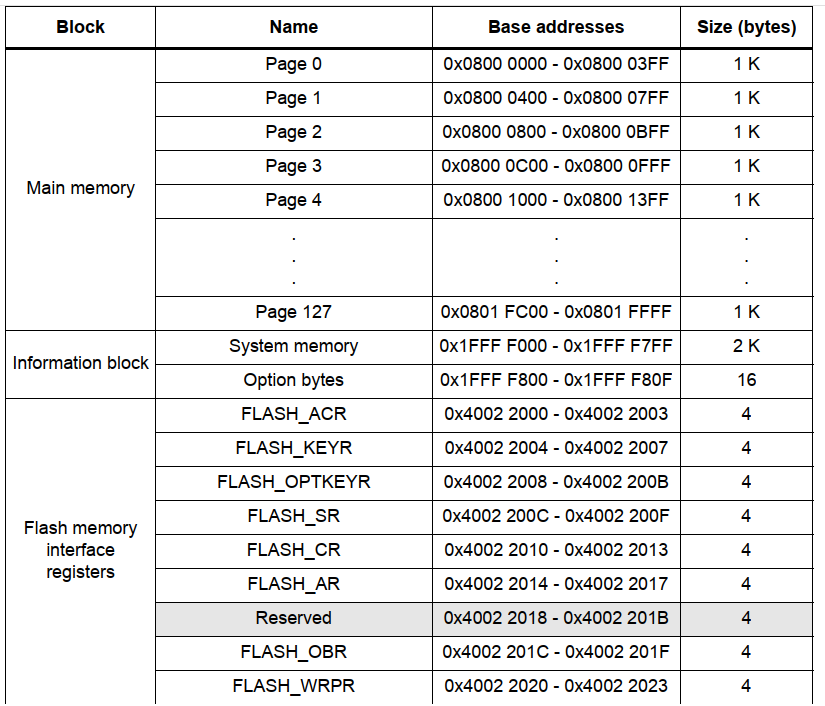 Block Name Base addresses Size (bytes)
Main memory
Page 0 0x0800 0000 - 0x0800 03FF 1 K
Page 1 0x0800 0400 - 0x0800 07FF 1 K
Page 2 0x0800 0800 - 0x0800 0BFF 1 K
Page 3 0x0800 0C00 - 0x0800 0FFF 1 K
Page 4 0x0800 1000 - 0x0800 13FF 1 K
. . .
. . .
. . .
Page 127 0x0801 FC00 - 0x0801 FFFF 1 K
Information block
System memory 0x1FFF F000 - 0x1FFF F7FF 2 K
Option bytes 0x1FFF F800 - 0x1FFF F80F 16
Flash memory
interface
registers
FLASH_ACR 0x4002 2000 - 0x4002 2003 4
FLASH_KEYR 0x4002 2004 - 0x4002 2007 4
FLASH_OPTKEYR 0x4002 2008 - 0x4002 200B 4
FLASH_SR 0x4002 200C - 0x4002 200F 4
FLASH_CR 0x4002 2010 - 0x4002 2013 4
FLASH_AR 0x4002 2014 - 0x4002 2017 4
Reserved 0x4002 2018 - 0x4002 201B 4
FLASH_OBR 0x4002 201C - 0x4002 201F 4
FLASH_WRPR 0x4002 2020 - 0x4002 2023 4